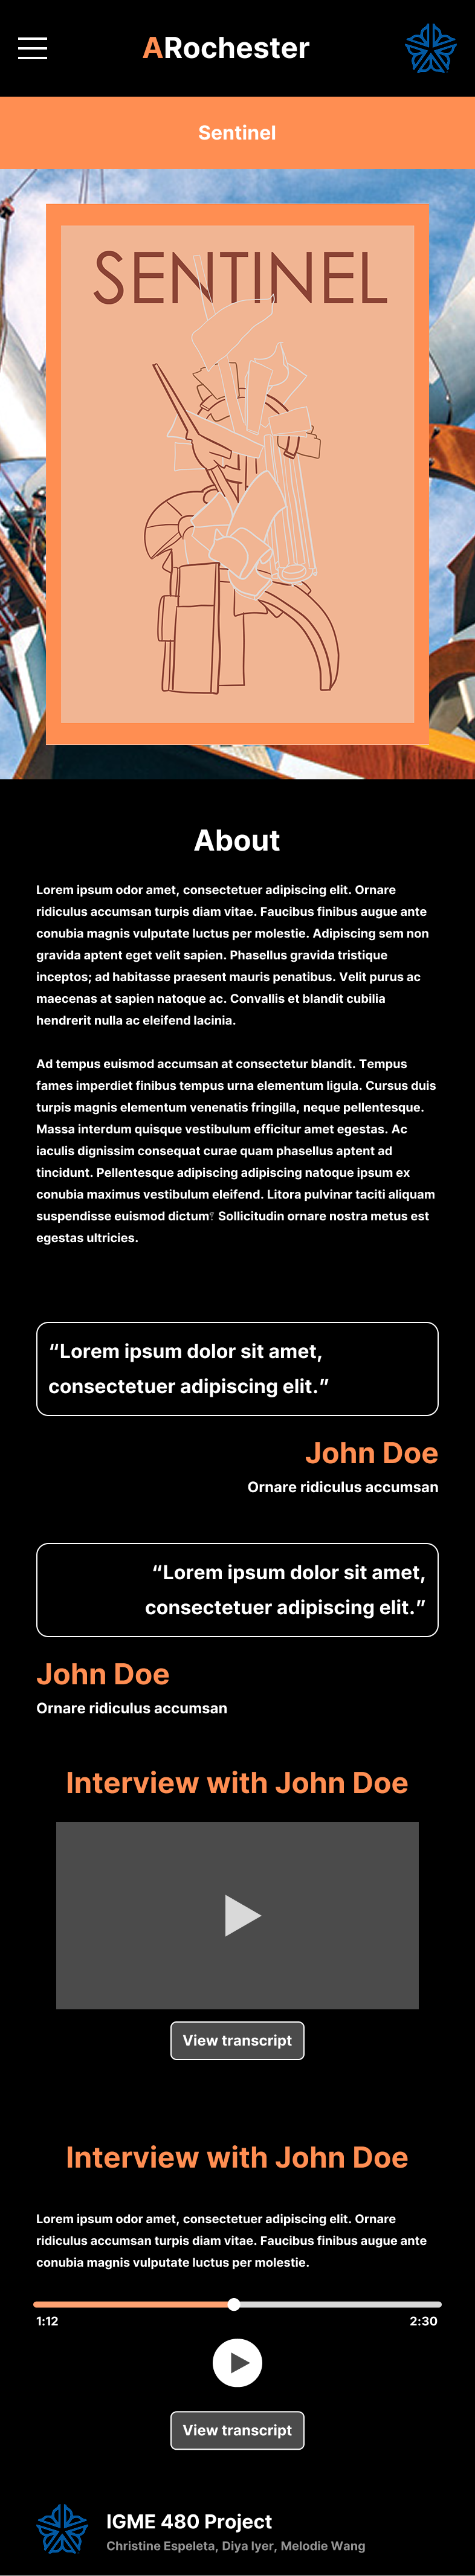 ARochester
Sentinel
SENTINEL
About
Lorem ipsum odor amet, consectetuer adipiscing elit. Ornare
ridiculus accumsan turpis diam vitae. Faucibus finibus augue ante
conubia magnis vulputate luctus per molestie. Adipiscing sem non
gravida aptent eget velit sapien. Phasellus gravida tristique
inceptos; ad habitasse praesent mauris penatibus. Velit purus ac
maecenas at sapien natoque ac. Convallis et blandit cubilia
hendrerit nulla ac eleifend lacinia.
Ad tempus euismod accumsan at consectetur blandit. Tempus
fames imperdiet finibus tempus urna elementum ligula. Cursus duis
turpis magnis elementum venenatis fringilla, neque pellentesque.
Massa interdum quisque vestibulum efficitur amet egestas. Ac
iaculis dignissim consequat curae quam phasellus aptent ad
tincidunt. Pellentesque adipiscing adipiscing natoque ipsum ex
conubia maximus vestibulum eleifend. Litora pulvinar taciti aliquam
suspendisse euismod dictum? Sollicitudin ornare nostra metus est
egestas ultricies.
“Lorem ipsum dolor sit amet,
consectetuer adipiscing elit.”
John Doe
Ornare ridiculus accumsan
“Lorem ipsum dolor sit amet,
consectetuer adipiscing elit.”
John Doe
Ornare ridiculus accumsan
Interview with John Doe
View transcript
Interview with John Doe
Lorem ipsum odor amet, consectetuer adipiscing elit. Ornare
ridiculus accumsan turpis diam vitae. Faucibus finibus augue ante
conubia magnis vulputate luctus per molestie.
1:12 2:30
View transcript
IGME 480 Project
Christine Espeleta, Diya Iyer, Melodie Wang